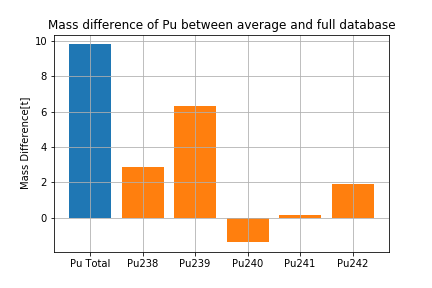 Mass difference of Pu between average and full database
10
8
6
4
2
0
Mass Difference[t]
Pu Total Pu238 Pu239 Pu240 Pu241 Pu242